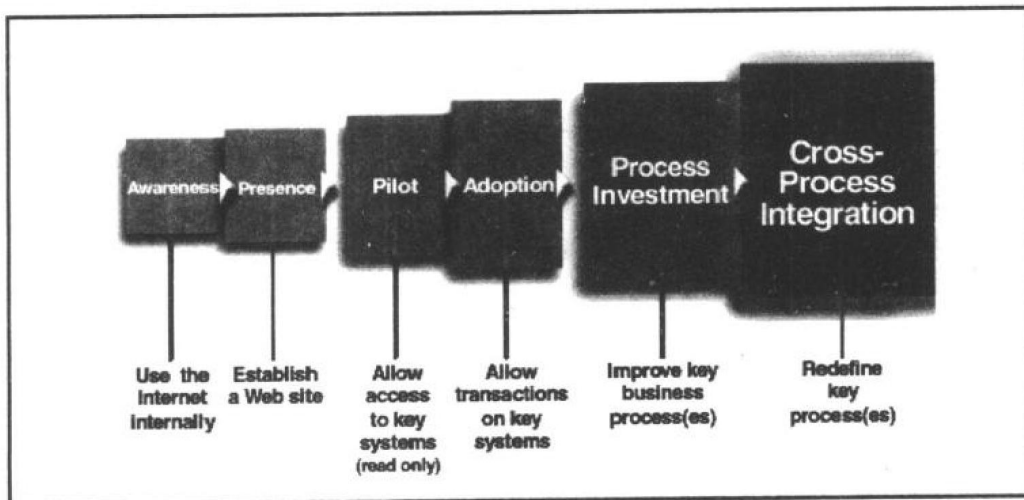 Awareness
Presence
Pilot
Adoption
Process
Investment
Cross-
Process
Integration
Use the
Internet
internally
Establish
a Web site
Allow
access
to key
systems
(read only)
Allow
transactions
on key
systems
Improve key
business
process(es)
Redefine
key
process(es)